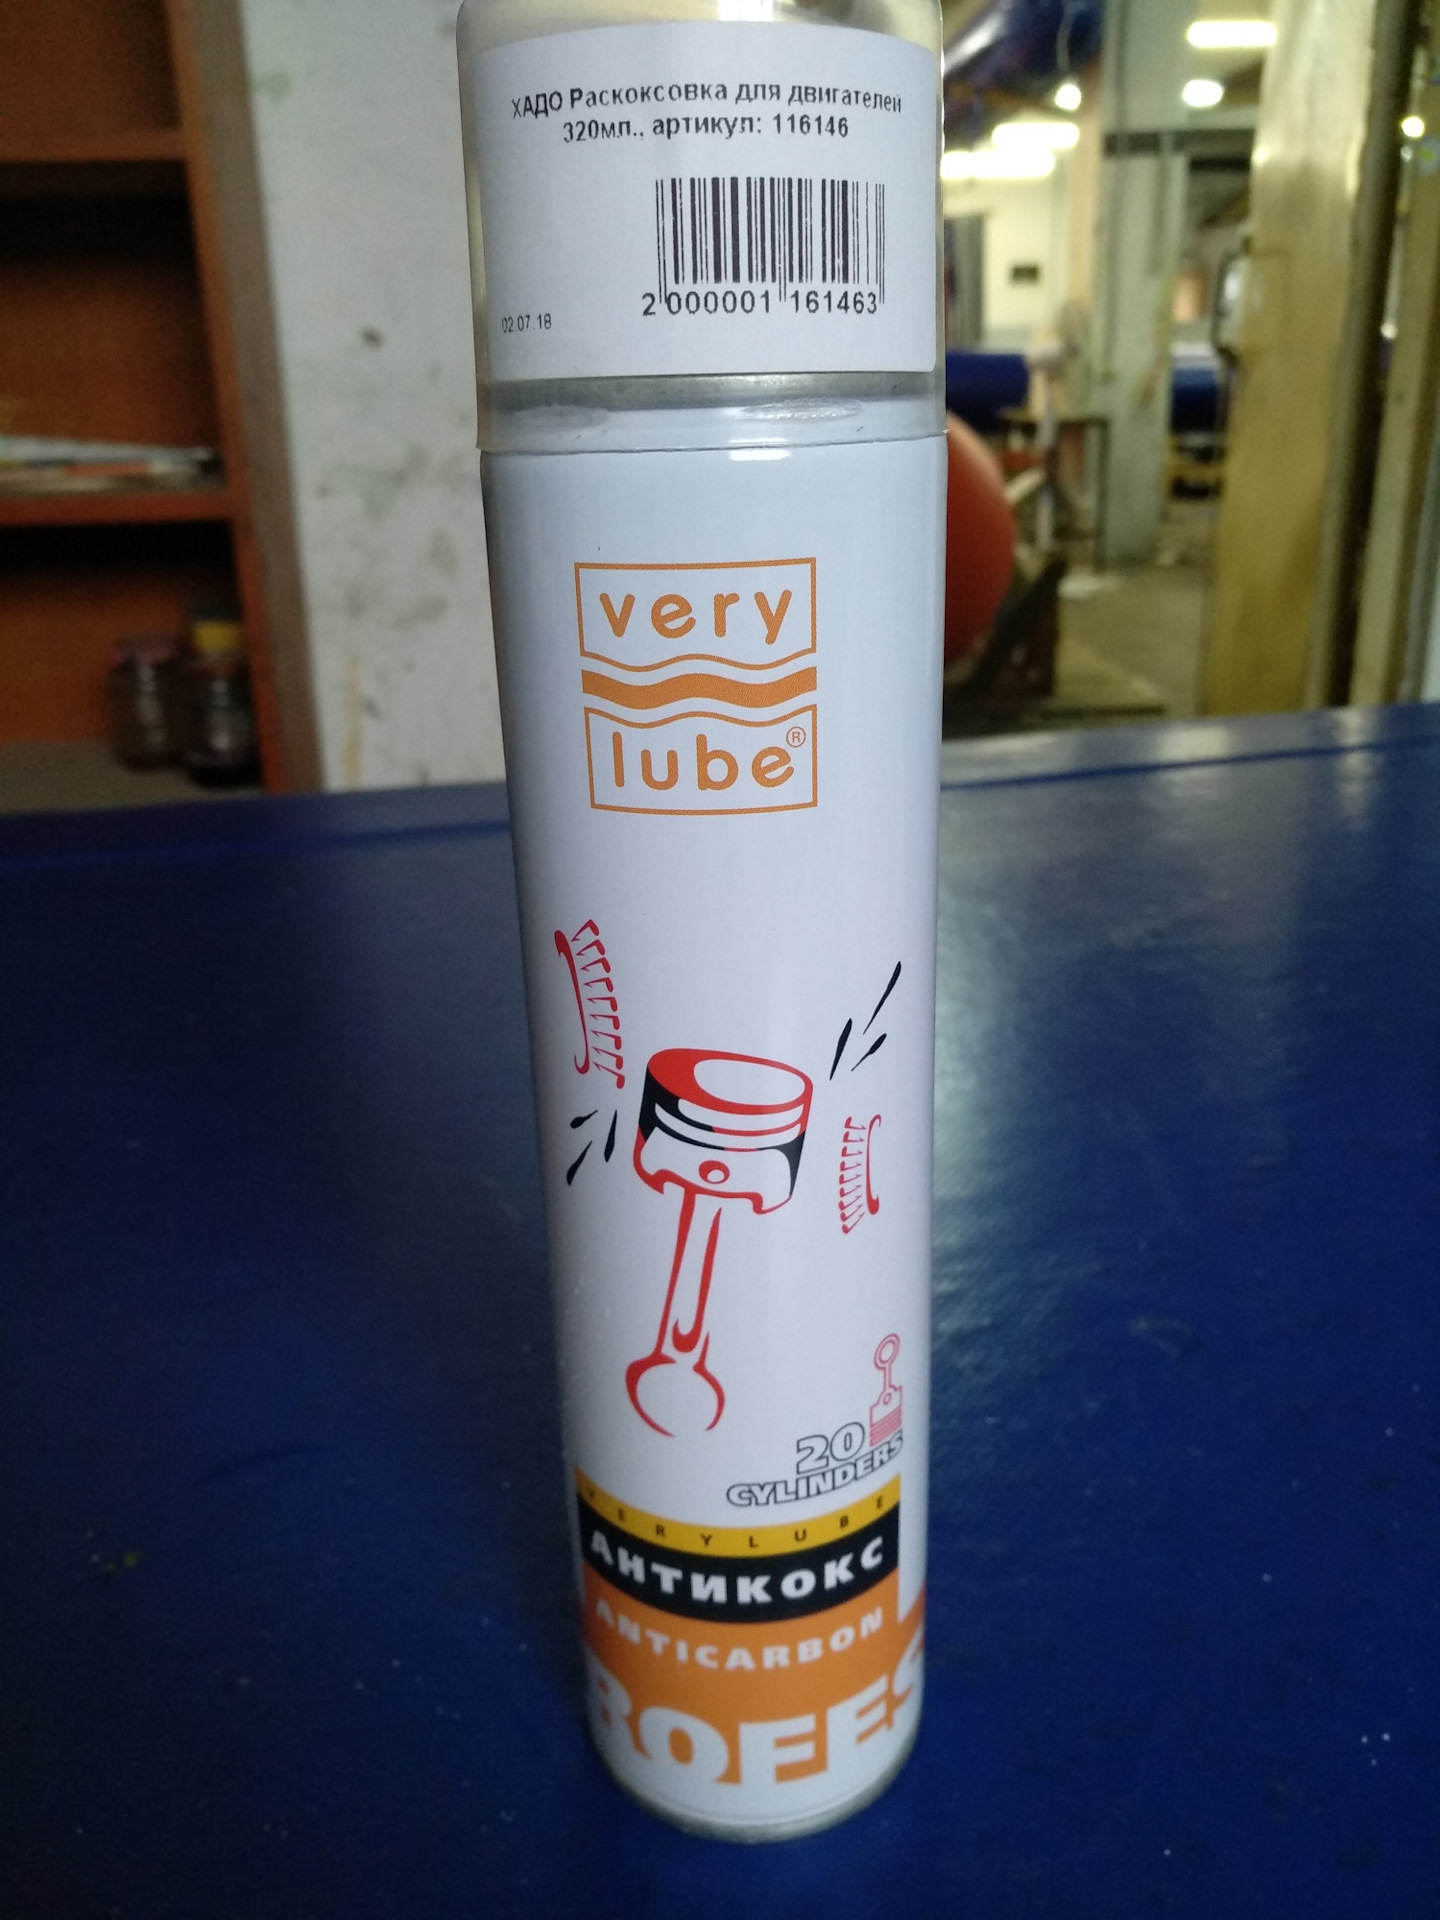 ХАДО Раскоксовка для двигателей
320мл., артикул: 116146
2 000001 161463
02.07.18
very
lube®
20
CYLINDERS
VERYLUBE
АНТИКОКС
ANTICARBON
ROFES